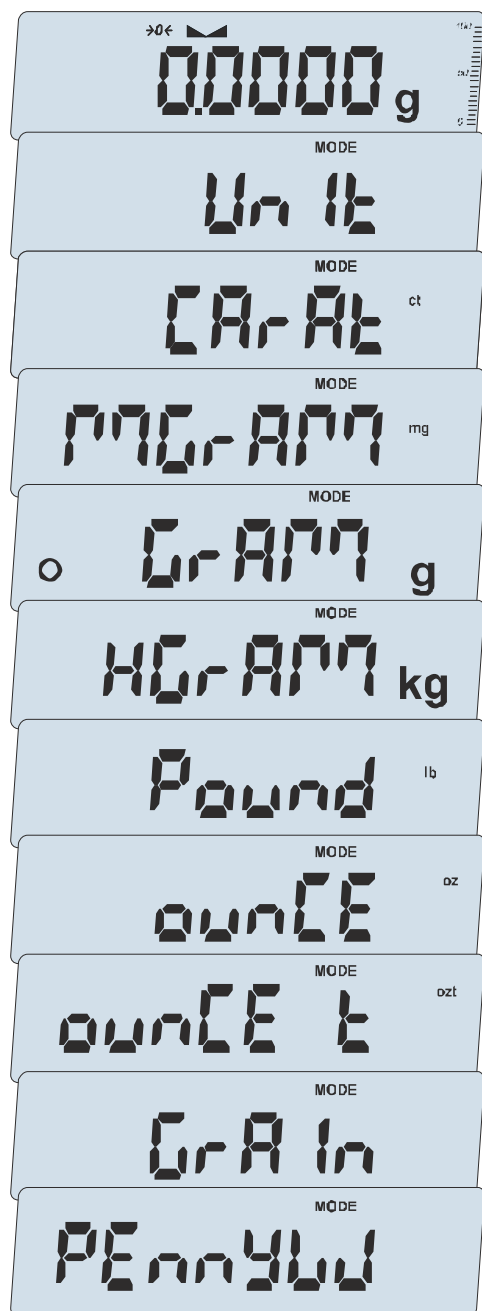 →0←
0.0000 g
MODE
UnIt
MODE
CArAt ct
MODE
MGrAM mg
MODE
GrAM g
MODE
HGrAM kg
Pound lb
MODE
ounCE oz
MODE
ounCE t ozt
MODE
GrAIn
MODE
PEnnyW